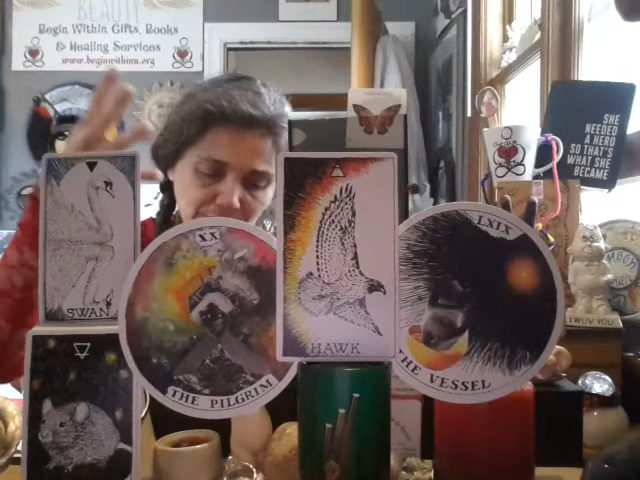 BEAUTY
Begin Within Gifts, Books
& Healing Services
www.beginwithinu.org
SHE
NEEDED
A HERO
SO THAT'S
WHAT SHE
BECAME
SWAN
XX
THE PILGRIM
HAWK
LXIX
THE VESSEL
I WUV YOU